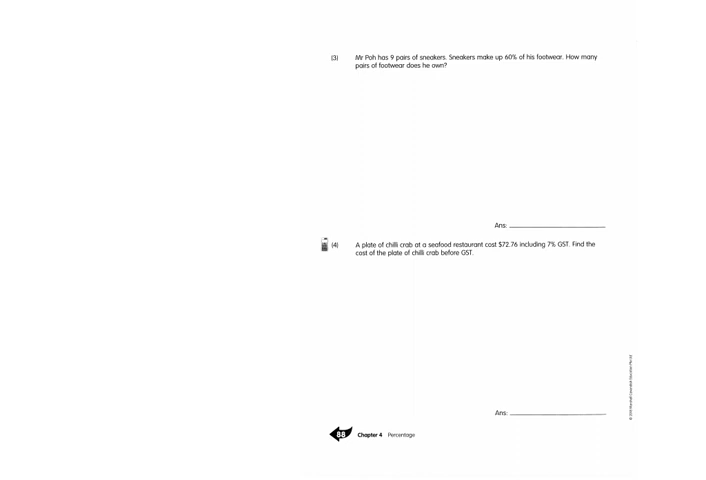 (3) Mr Poh has 9 pairs of sneakers. Sneakers make up 60% of his footwear. How many
pairs of footwear does he own?
Ans:
(4) A plate of chilli crab at a seafood restaurant cost $72.76 including 7% GST. Find the
cost of the plate of chilli crab before GST.
Ans:
88 Chapter 4 Percentage